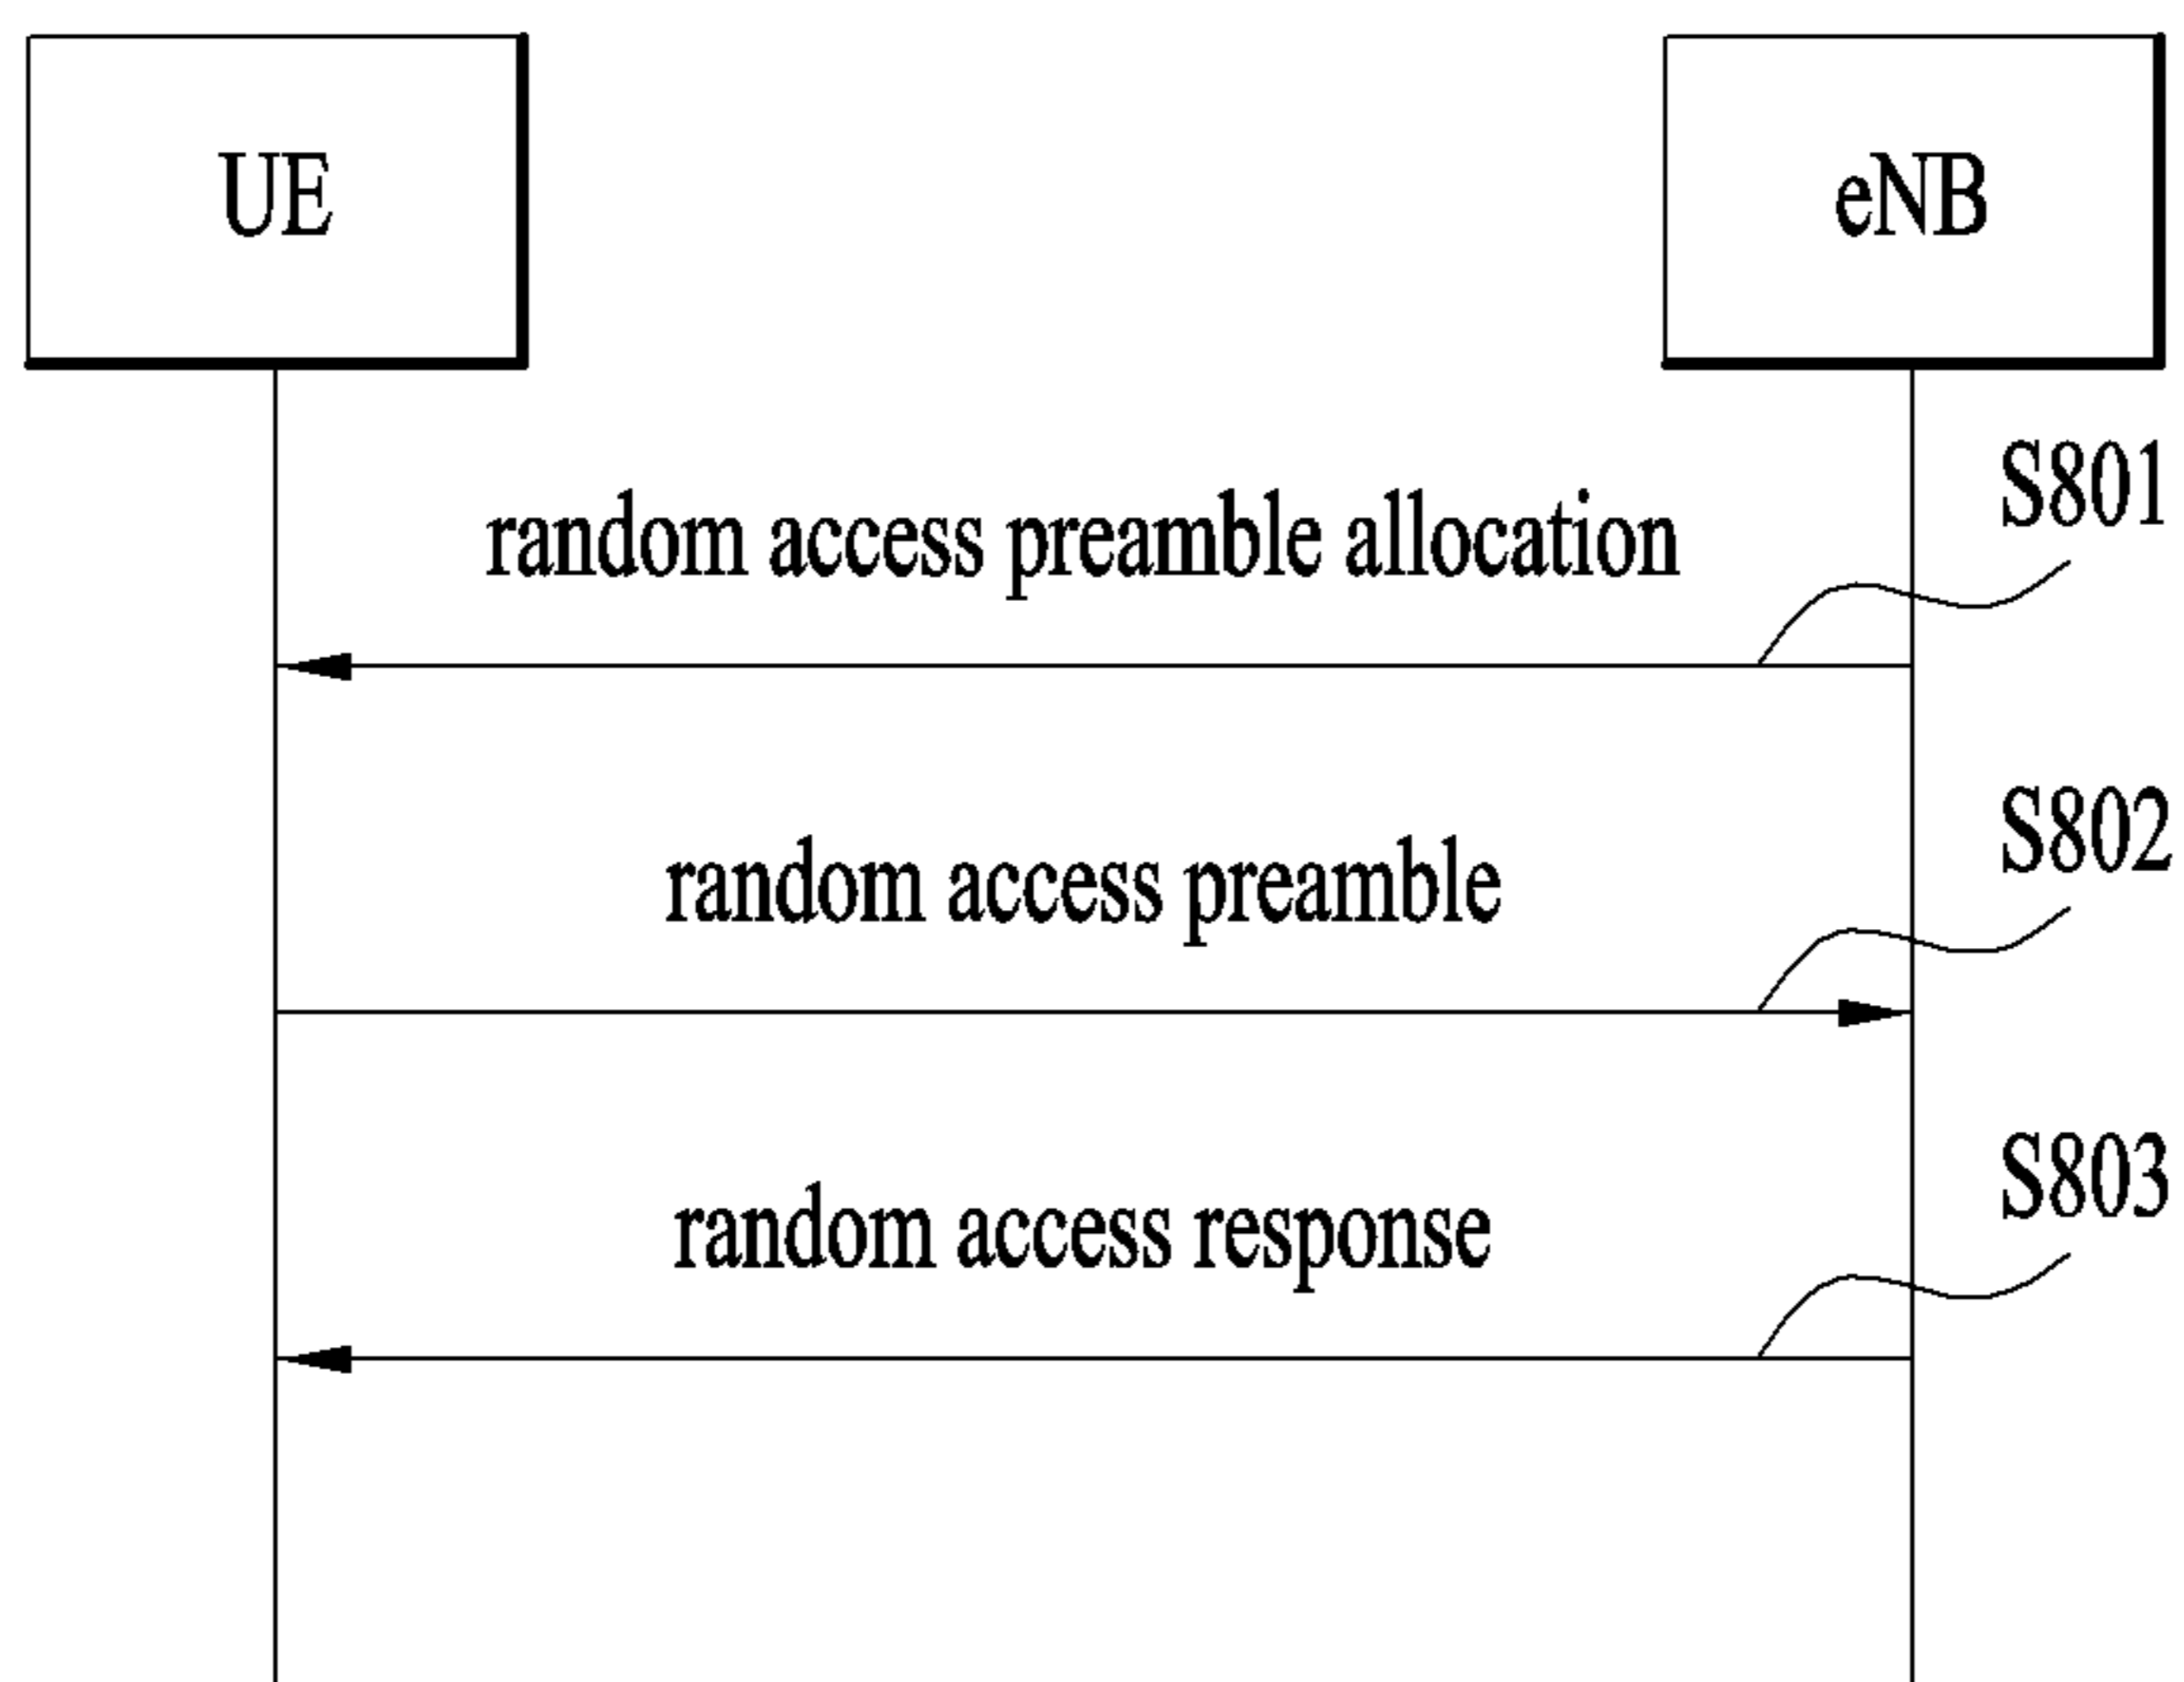 UE
eNB
S801
random access preamble allocation
S802
random access preamble
S803
random access response